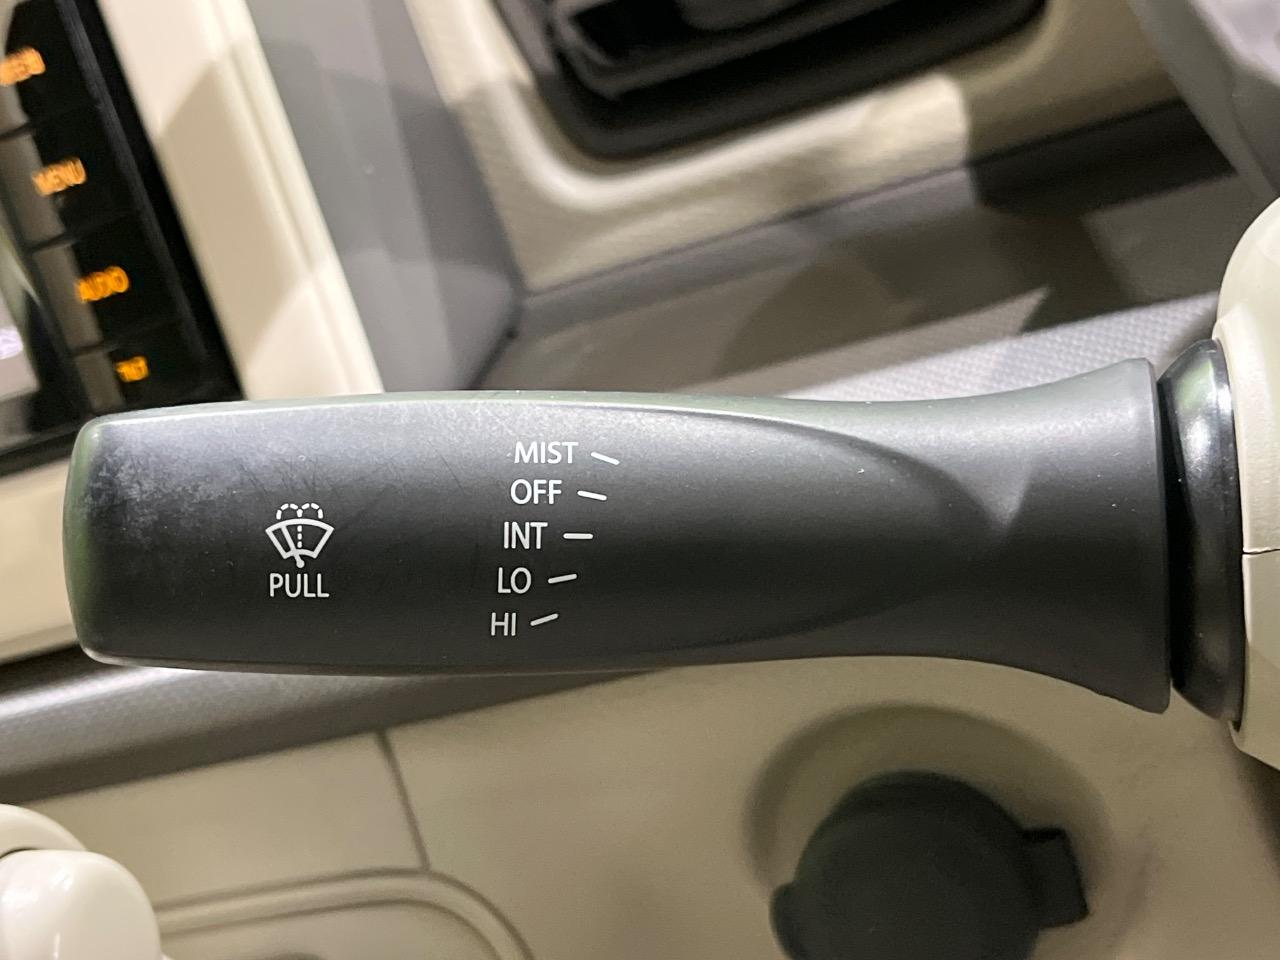 MENU
AUDIO
MIST
OFF
INT
LO
HI
PULL